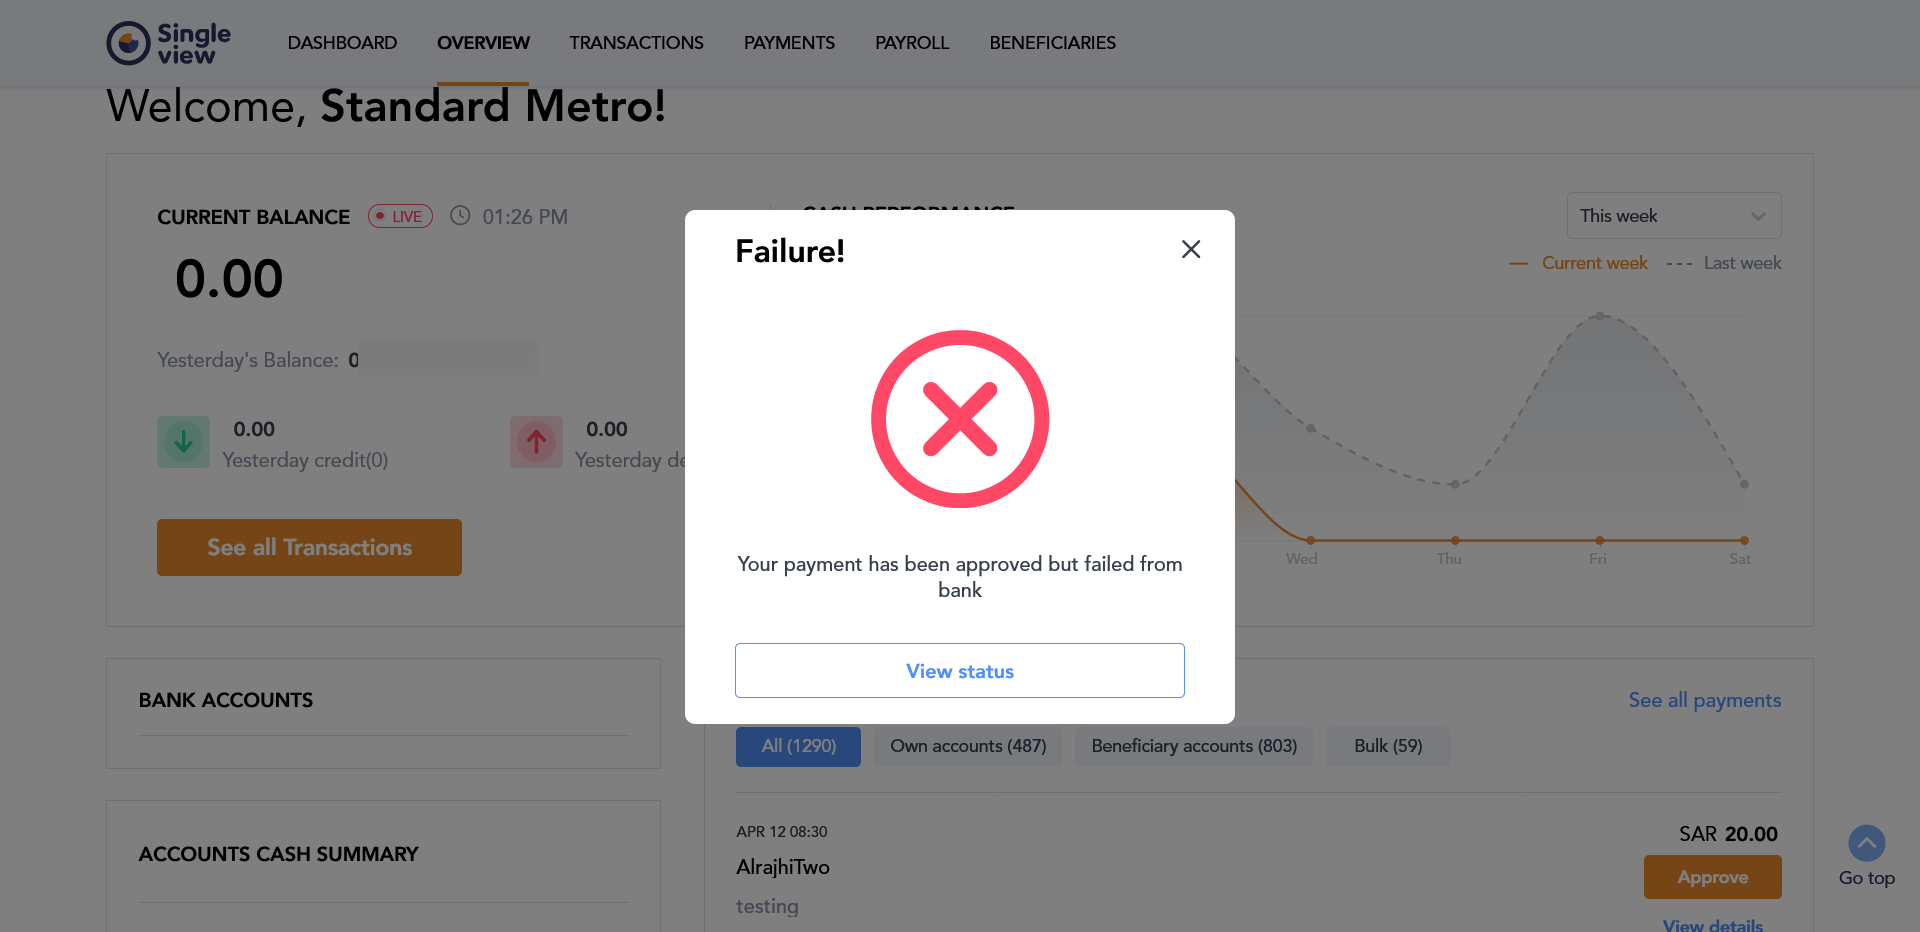 Single
view
DASHBOARD
OVERVIEW
TRANSACTIONS
PAYMENTS
PAYROLL
BENEFICIARIES
Welcome, Standard Metro!
CURRENT BALANCE
LIVE
01:26 PM
0.00
Yesterday's Balance: 0
0.00
Yesterday credit(0)
0.00
Yesterday de
See all Transactions
CASH PERFORMANCE
This week
Current week
Last week
Wed
Thu
Fri
Sat
Failure!
Your payment has been approved but failed from
bank
View status
BANK ACCOUNTS
ACCOUNTS CASH SUMMARY
See all payments
All (1290)
Own accounts (487)
Beneficiary accounts (803)
Bulk (59)
APR 12 08:30
AlrajhiTwo
testing
SAR 20.00
Approve
View details
Go top